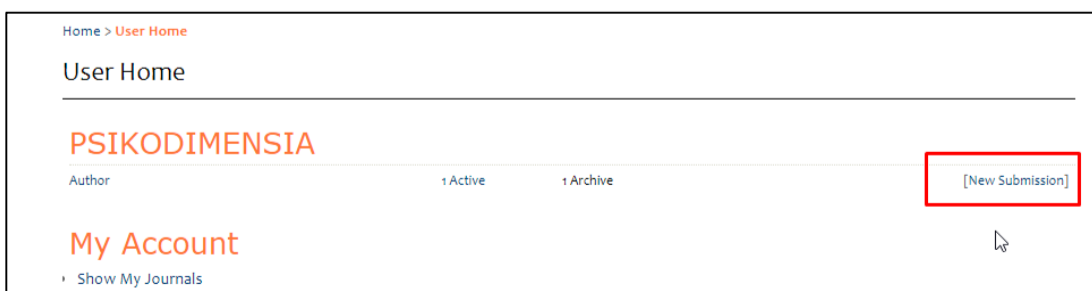 Home > User Home
User Home
PSIKODIMENSIA
Author 1 Active 1 Archive [New Submission]
My Account
Show My Journals